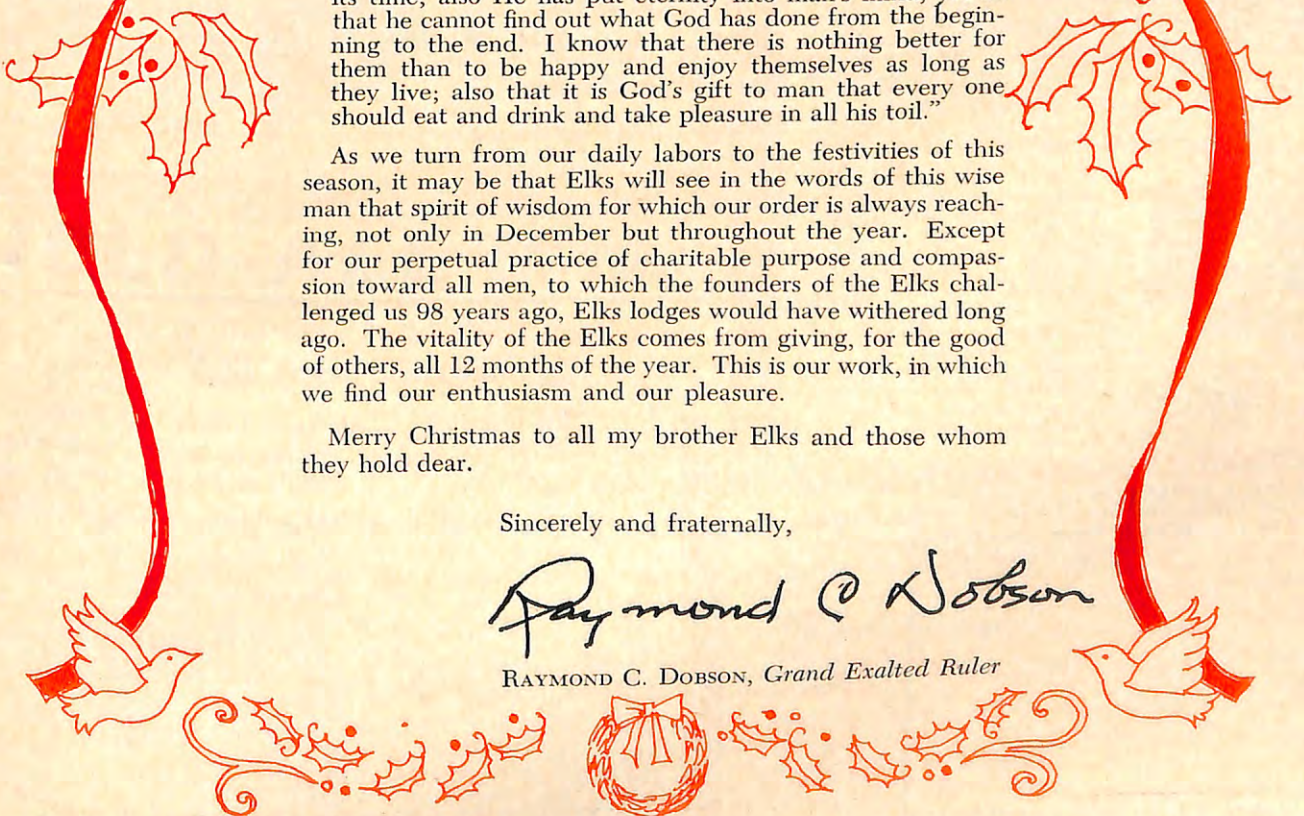 that he cannot find out what God has done from the begin-
ning to the end. I know that there is nothing better for
them than to be happy and enjoy themselves as long as
they live; also that it is God's gift to man that every one
should eat and drink and take pleasure in all his toil.”
As we turn from our daily labors to the festivities of this
season, it may be that Elks will see in the words of this wise
man that spirit of wisdom for which our order is always reach-
ing, not only in December but throughout the year. Except
for our perpetual practice of charitable purpose and compas-
sion toward all men, to which the founders of the Elks chal-
lenged us 98 years ago, Elks lodges would have withered long
ago. The vitality of the Elks comes from giving, for the good
of others, all 12 months of the year. This is our work, in which
we find our enthusiasm and our pleasure.
Merry Christmas to all my brother Elks and those whom
they hold dear.
Sincerely and fraternally,
Raymond C Dobson
RAYMOND C. DOBSON, Grand Exalted Ruler